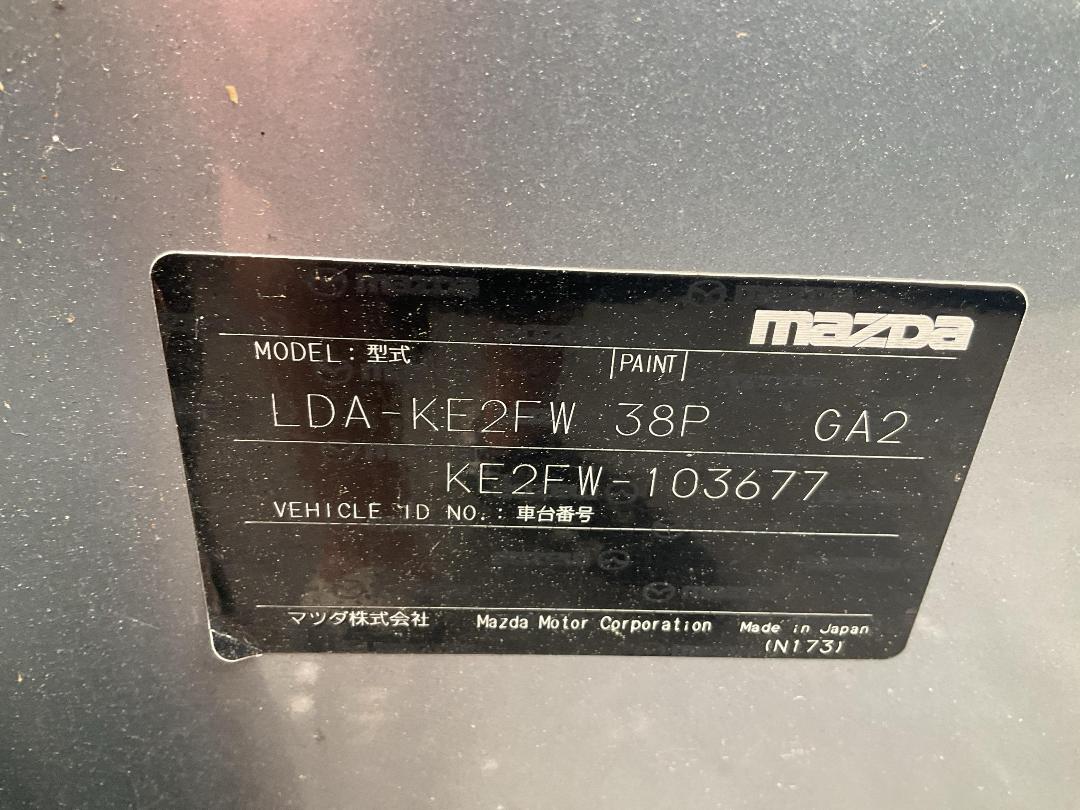 mazda
MODEL : 型式 |PAINT|
LDA-KE2FW 38P GA2
KE2FW-103677
VEHICLE ID NO. : 車台番号
マツダ株式会社 Mazda Motor Corporation Made in Japan
(N173)